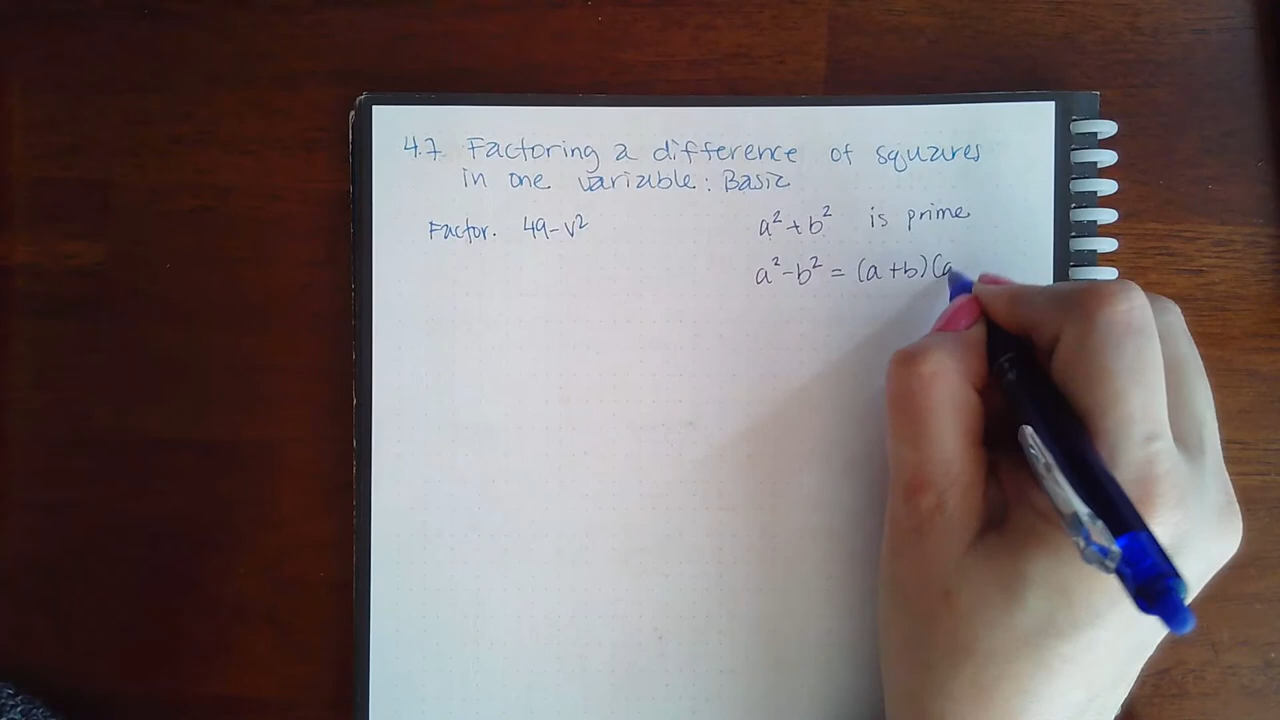 4.7 Factoring a difference of squares
in one variable: Basic
Factor. 49-v²
a²+b² is prime
a²-b² = (a+b)(a